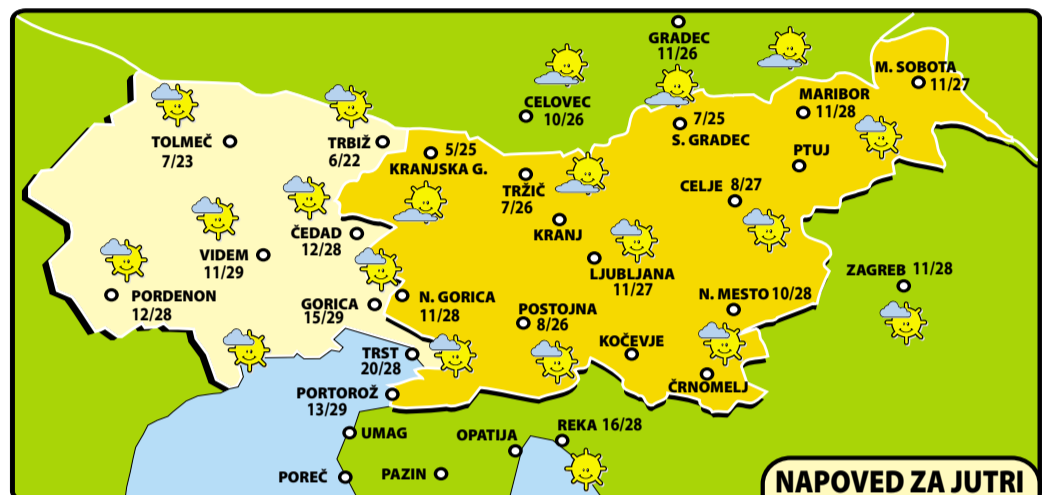 GRADEC
11/26
M. SOBOTA
11/27
CELOVEC
10/26
MARIBOR
11/28
7/25
S. GRADEC
TOLMEČ
7/23
TRBIŽ
6/22
5/25
KRANJSKA G.
PTUJ
TRŽIČ
7/26
CELJE 8/27
KRANJ
ČEDAD
12/28
VIDEM
11/29
LJUBLJANA
11/27
ZAGREB 11/28
PORDENON
12/28
GORICA
15/29
N. GORICA
11/28
N. MESTO 10/28
POSTOJNA
8/26
KOČEVJE
TRST
20/28
ČRNOMELJ
PORTOROŽ
13/29
UMAG
OPATIJA
REKA 16/28
POREČ
PAZIN
NAPOVED ZA JUTRI